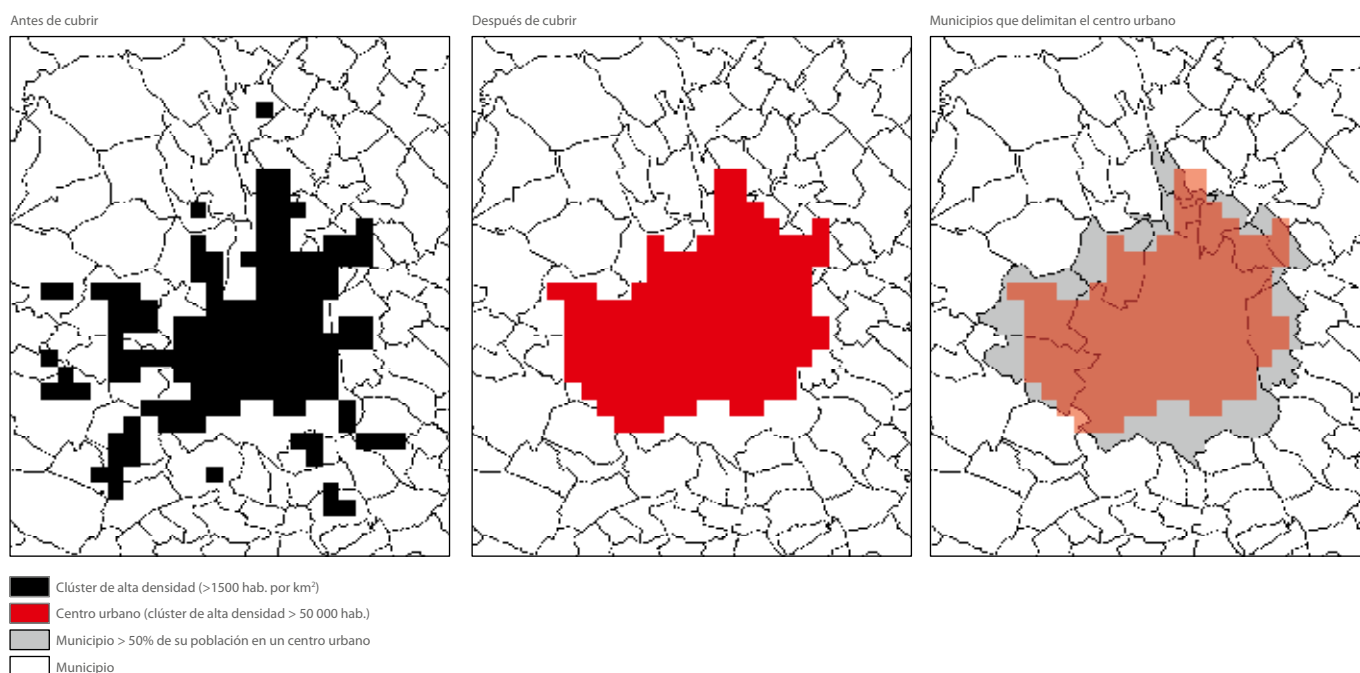 Antes de cubrir
Después de cubrir
Municipios que delimitan el centro urbano
Clúster de alta densidad (>1500 hab. por km²)
Centro urbano (clúster de alta densidad > 50 000 hab.)
Municipio > 50% de su población en un centro urbano
Municipio